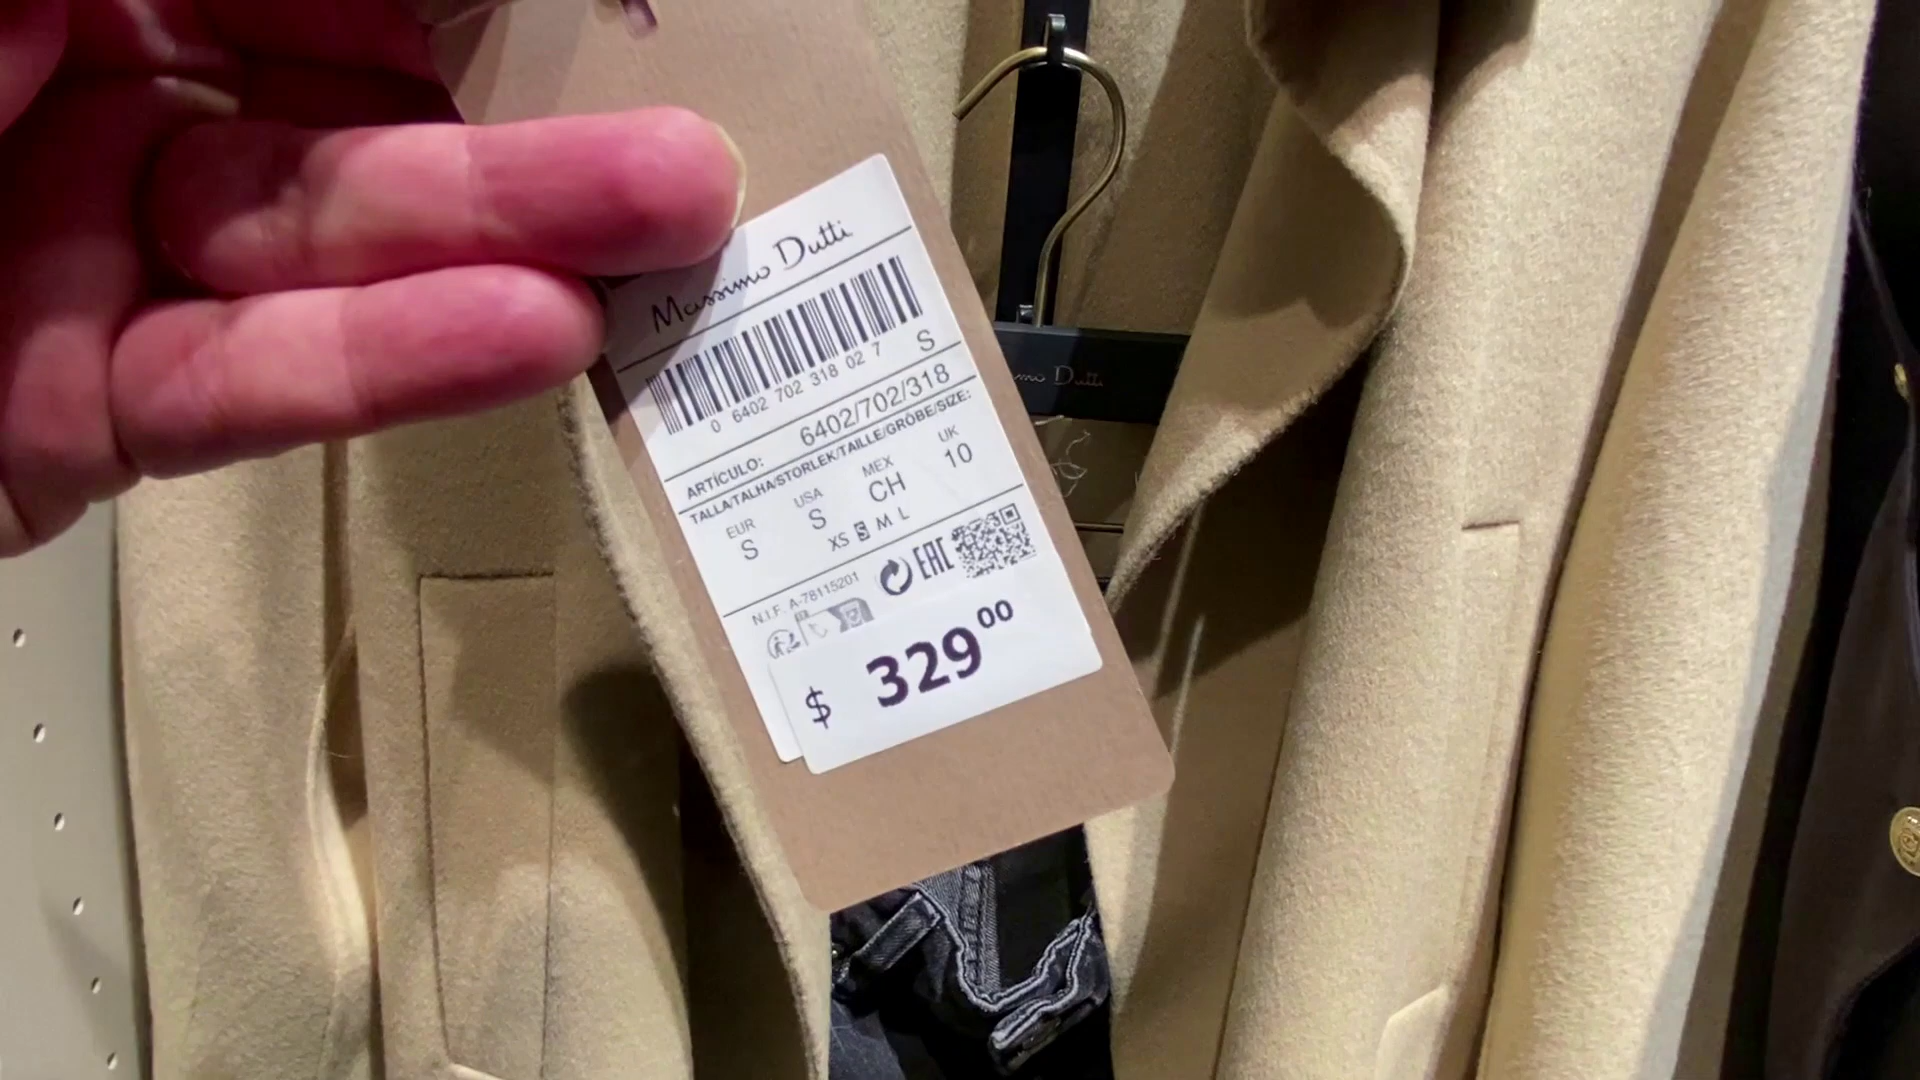 Massimo Dutti
0 6402 702 318 02 7 S
ARTÍCULO: 6402/702/318
TALLA/TALHA/STORLEK/TAILLE/GRÖBE/SIZE:
EUR USA MEX UK
S S CH 10
XS S M L
N.I.F. A-78115201
EAC
$ 329 00
mo Dutti